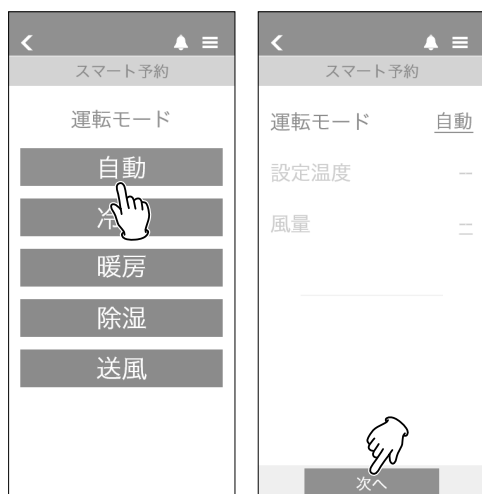 スマート予約
運転モード
自動
冷
暖房
除湿
送風
スマート予約
運転モード 自動
設定温度 --
風量 --
次へ